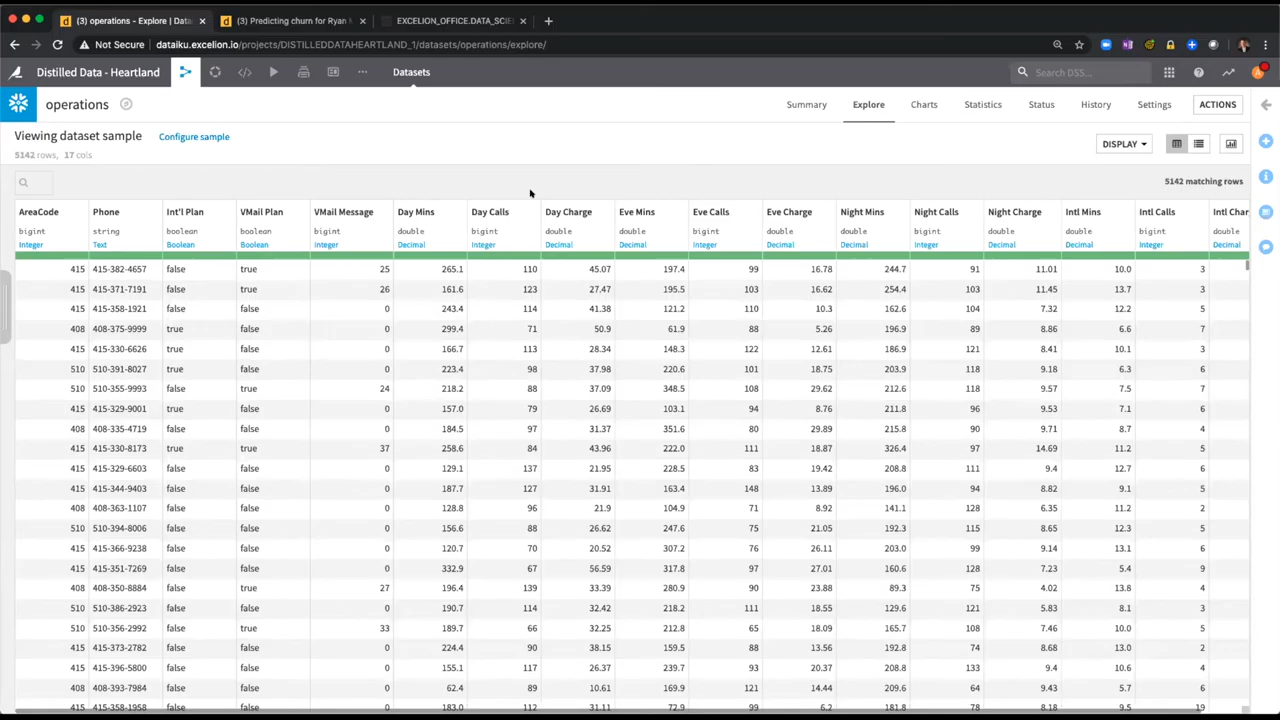 (3) operations - Explore | Data
(3) Predicting churn for Ryan M
EXCELION_OFFICE.DATA_SCIE
Not Secure dataiku.excelion.io/projects/DISTILLEDDATAHEARTLAND_1/datasets/operations/explore/
Distilled Data - Heartland Datasets Search DSS...
operations Summary Explore Charts Statistics Status History Settings ACTIONS
Viewing dataset sample Configure sample DISPLAY
5142 rows, 17 cols
5142 matching rows
AreaCode Phone Int'l Plan VMail Plan VMail Message Day Mins Day Calls Day Charge Eve Mins Eve Calls Eve Charge Night Mins Night Calls Night Charge Intl Mins Intl Calls Intl Char
bigint string boolean boolean bigint double bigint double double bigint double double bigint double double bigint double
Integer Text Boolean Boolean Integer Decimal Integer Decimal Decimal Integer Decimal Decimal Integer Decimal Decimal Integer Decimal
415 415-382-4657 false true 25 265.1 110 45.07 197.4 99 16.78 244.7 91 11.01 10.0 3
415 415-371-7191 false true 26 161.6 123 27.47 195.5 103 16.62 254.4 103 11.45 13.7 3
415 415-358-1921 false false 0 243.4 114 41.38 121.2 110 10.3 162.6 104 7.32 12.2 5
408 408-375-9999 true false 0 299.4 71 50.9 61.9 88 5.26 196.9 89 8.86 6.6 7
415 415-330-6626 true false 0 166.7 113 28.34 148.3 122 12.61 186.9 121 8.41 10.1 3
510 510-391-8027 true false 0 223.4 98 37.98 220.6 101 18.75 203.9 118 9.18 6.3 6
510 510-355-9993 false true 24 218.2 88 37.09 348.5 108 29.62 212.6 118 9.57 7.5 7
415 415-329-9001 true false 0 157.0 79 26.69 103.1 94 8.76 211.8 96 9.53 7.1 6
408 408-335-4719 false false 0 184.5 97 31.37 351.6 80 29.89 215.8 90 9.71 8.7 4
415 415-330-8173 true true 37 258.6 84 43.96 222.0 111 18.87 326.4 97 14.69 11.2 5
415 415-329-6603 false false 0 129.1 137 21.95 228.5 83 19.42 208.8 111 9.4 12.7 6
415 415-344-9403 false false 0 187.7 127 31.91 163.4 148 13.89 196.0 94 8.82 9.1 5
408 408-363-1107 false false 0 128.8 96 21.9 104.9 71 8.92 141.1 128 6.35 11.2 2
510 510-394-8006 false false 0 156.6 88 26.62 247.6 75 21.05 192.3 115 8.65 12.3 5
415 415-366-9238 false false 0 120.7 70 20.52 307.2 76 26.11 203.0 99 9.14 13.1 6
415 415-351-7269 false false 0 332.9 67 56.59 317.8 97 27.01 160.6 128 7.23 5.4 9
408 408-350-8884 false true 27 196.4 139 33.39 280.9 90 23.88 89.3 75 4.02 13.8 4
510 510-386-2923 false false 0 190.7 114 32.42 218.2 111 18.55 129.6 121 5.83 8.1 3
510 510-356-2992 false true 33 189.7 66 32.25 212.8 65 18.09 165.7 108 7.46 10.0 5
415 415-373-2782 false false 0 224.4 90 38.15 159.5 88 13.56 192.8 74 8.68 13.0 2
415 415-396-5800 false false 0 155.1 117 26.37 239.7 93 20.37 208.8 133 9.4 10.6 4
408 408-393-7984 false false 0 62.4 89 10.61 169.9 121 14.44 209.6 64 9.43 5.7 6
415 415-358-1958 false false 0 183.0 112 31.11 72.9 99 6.2 181.8 78 8.18 9.5 19